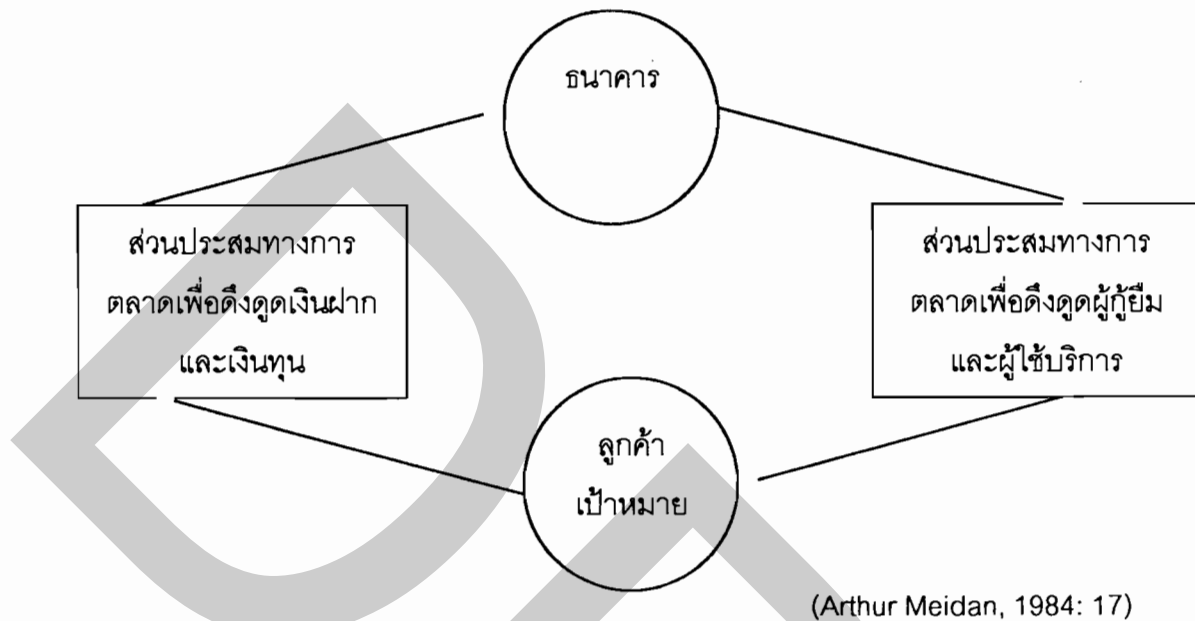 ธนาคาร
ส่วนประสมทางการ
ตลาดเพื่อดึงดูดเงินฝาก
และเงินทุน
ส่วนประสมทางการ
ตลาดเพื่อดึงดูดผู้กู้ยืม
และผู้ใช้บริการ
ลูกค้า
เป้าหมาย
(Arthur Meidan, 1984: 17)